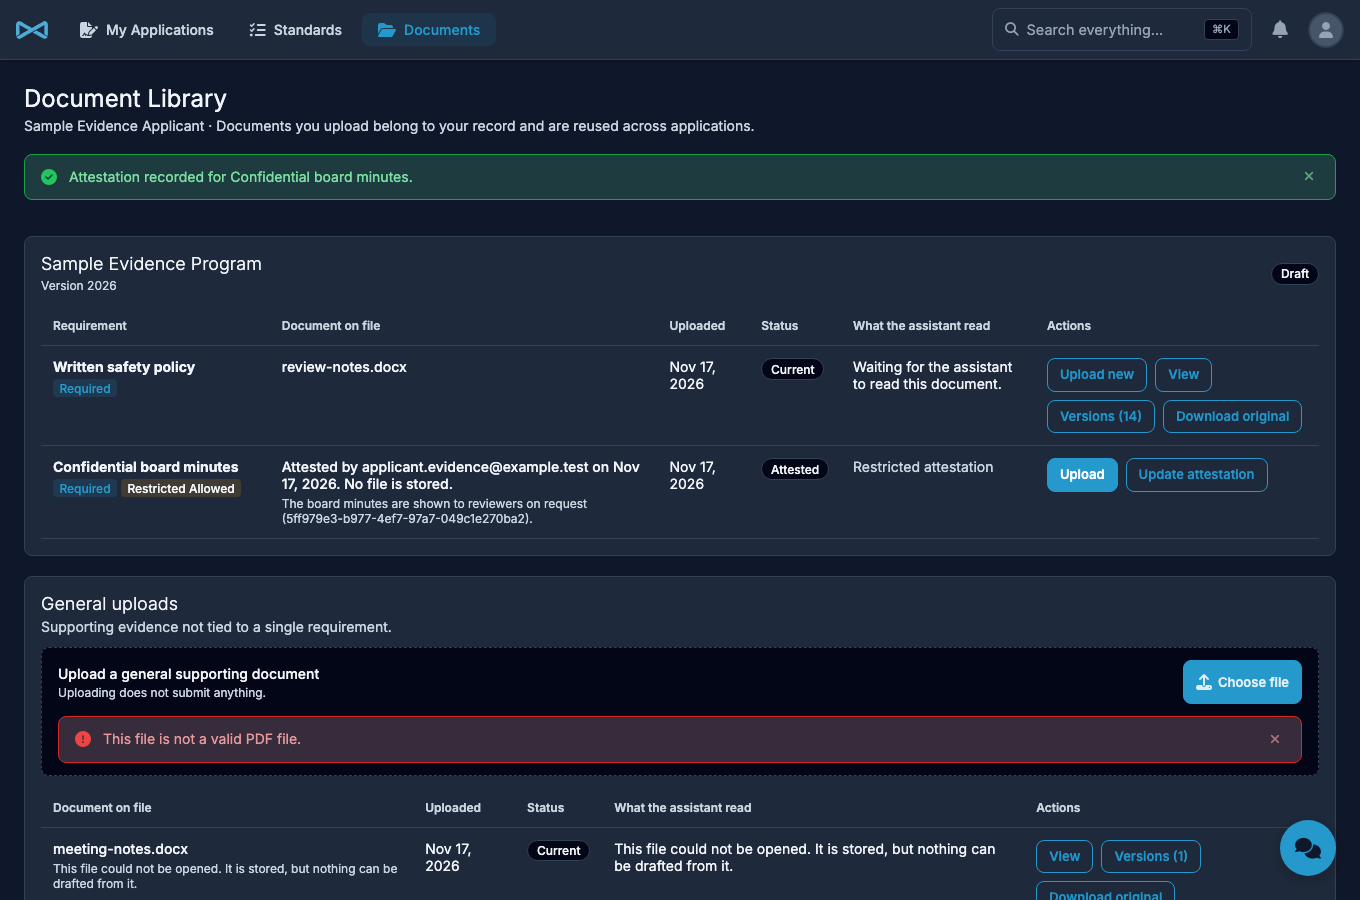 My Applications
Standards
Documents
Search everything...
⌘K
Document Library
Sample Evidence Applicant · Documents you upload belong to your record and are reused across applications.
Attestation recorded for Confidential board minutes.
Sample Evidence Program
Version 2026
Draft
Requirement
Document on file
Uploaded
Status
What the assistant read
Actions
Written safety policy
Required
review-notes.docx
Nov 17,
2026
Current
Waiting for the assistant
to read this document.
Upload new
View
Versions (14)
Download original
Confidential board minutes
Required
Restricted Allowed
Attested by applicant.evidence@example.test on Nov
17, 2026. No file is stored.
The board minutes are shown to reviewers on request
(5ff979e3-b977-4ef7-97a7-049c1e270ba2).
Nov 17,
2026
Attested
Restricted attestation
Upload
Update attestation
General uploads
Supporting evidence not tied to a single requirement.
Upload a general supporting document
Uploading does not submit anything.
Choose file
This file is not a valid PDF file.
Document on file
Uploaded
Status
What the assistant read
Actions
meeting-notes.docx
This file could not be opened. It is stored, but nothing can be
drafted from it.
Nov 17,
2026
Current
This file could not be opened. It is stored, but nothing can
be drafted from it.
View
Versions (1)
Download original